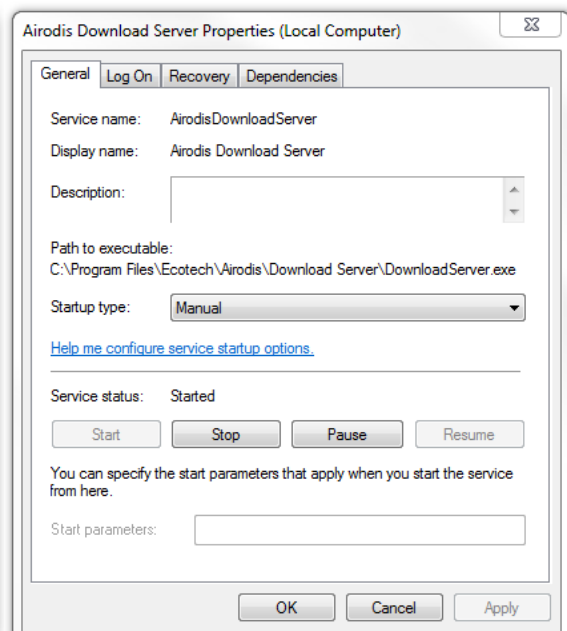 Airodis Download Server Properties (Local Computer)
General Log On Recovery Dependencies
Service name: AirodisDownloadServer
Display name: Airodis Download Server
Description:
Path to executable:
C:\Program Files\Ecotech\Airodis\Download Server\DownloadServer.exe
Startup type: Manual
Help me configure service startup options.
Service status: Started
Start Stop Pause Resume
You can specify the start parameters that apply when you start the service
from here.
Start parameters:
OK Cancel Apply